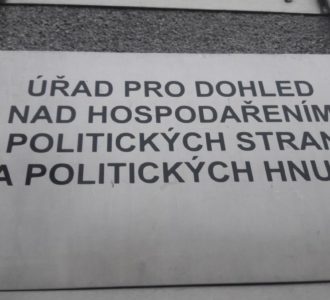 ÚŘAD PRO DOHLED
NAD HOSPODAŘENÍM
POLITICKÝCH STRAN
A POLITICKÝCH HNU